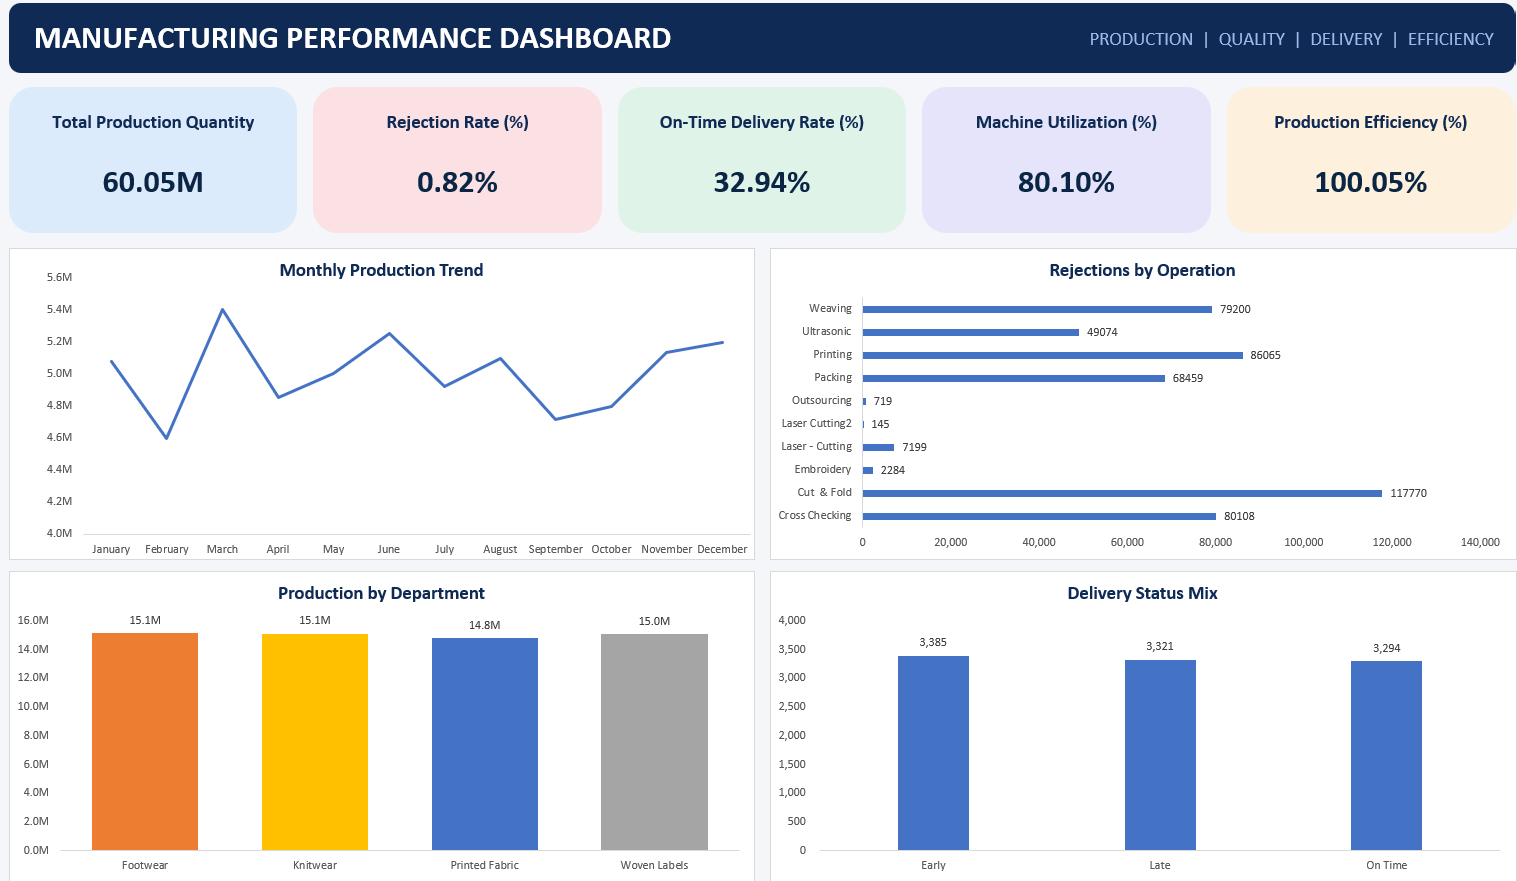 MANUFACTURING PERFORMANCE DASHBOARD
PRODUCTION | QUALITY | DELIVERY | EFFICIENCY
Total Production Quantity
60.05M
Rejection Rate (%)
0.82%
On-Time Delivery Rate (%)
32.94%
Machine Utilization (%)
80.10%
Production Efficiency (%)
100.05%
Monthly Production Trend
5.6M
5.4M
5.2M
5.0M
4.8M
4.6M
4.4M
4.2M
4.0M
January February March April May June July August September October November December
Rejections by Operation
Weaving 79200
Ultrasonic 49074
Printing 86065
Packing 68459
Outsourcing 719
Laser Cutting2 145
Laser - Cutting 7199
Embroidery 2284
Cut  & Fold 117770
Cross Checking 80108
0 20,000 40,000 60,000 80,000 100,000 120,000 140,000
Production by Department
16.0M
14.0M
12.0M
10.0M
8.0M
6.0M
4.0M
2.0M
0.0M
15.1M 15.1M 14.8M 15.0M
Footwear Knitwear Printed Fabric Woven Labels
Delivery Status Mix
4,000
3,500
3,000
2,500
2,000
1,500
1,000
500
0
3,385 3,321 3,294
Early Late On Time